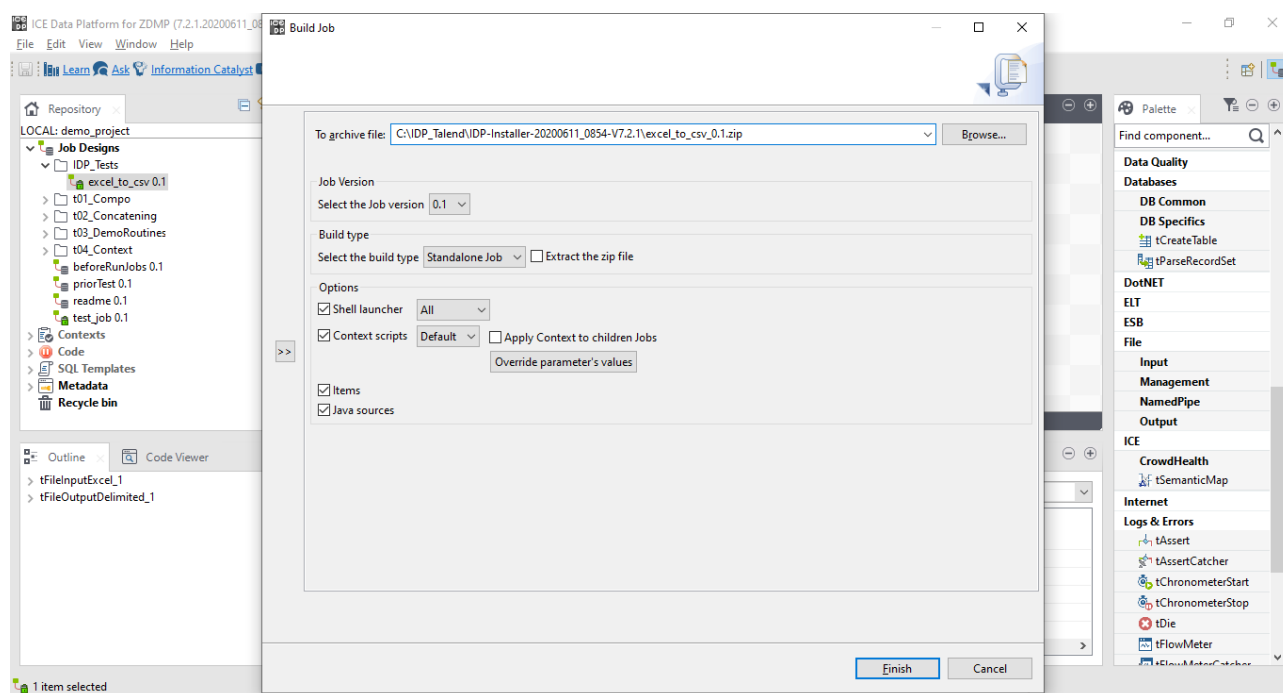 ICE Data Platform for ZDMP (7.2.1.20200611_08
File Edit View Window Help
Learn Ask Information Catalyst
Repository
LOCAL: demo_project
Job Designs
IDP_Tests
excel_to_csv 0.1
t01_Compo
t02_Concatening
t03_DemoRoutines
t04_Context
beforeRunJobs 0.1
priorTest 0.1
readme 0.1
test_job 0.1
Contexts
Code
SQL Templates
Metadata
Recycle bin
Outline Code Viewer
tFileInputExcel_1
tFileOutputDelimited_1
1 item selected
Build Job
To archive file: C:\IDP_Talend\IDP-Installer-20200611_0854-V7.2.1\excel_to_csv_0.1.zip Browse...
Job Version
Select the Job version 0.1
Build type
Select the build type Standalone Job Extract the zip file
Options
Shell launcher All
Context scripts Default Apply Context to children Jobs
>>
Override parameter's values
Items
Java sources
Finish Cancel
Palette
Find component...
Data Quality
Databases
DB Common
DB Specifics
tCreateTable
tParseRecordSet
DotNET
ELT
ESB
File
Input
Management
NamedPipe
Output
ICE
CrowdHealth
tSemanticMap
Internet
Logs & Errors
tAssert
tAssertCatcher
tChronometerStart
tChronometerStop
tDie
tFlowMeter
tFlowMeterCatcher